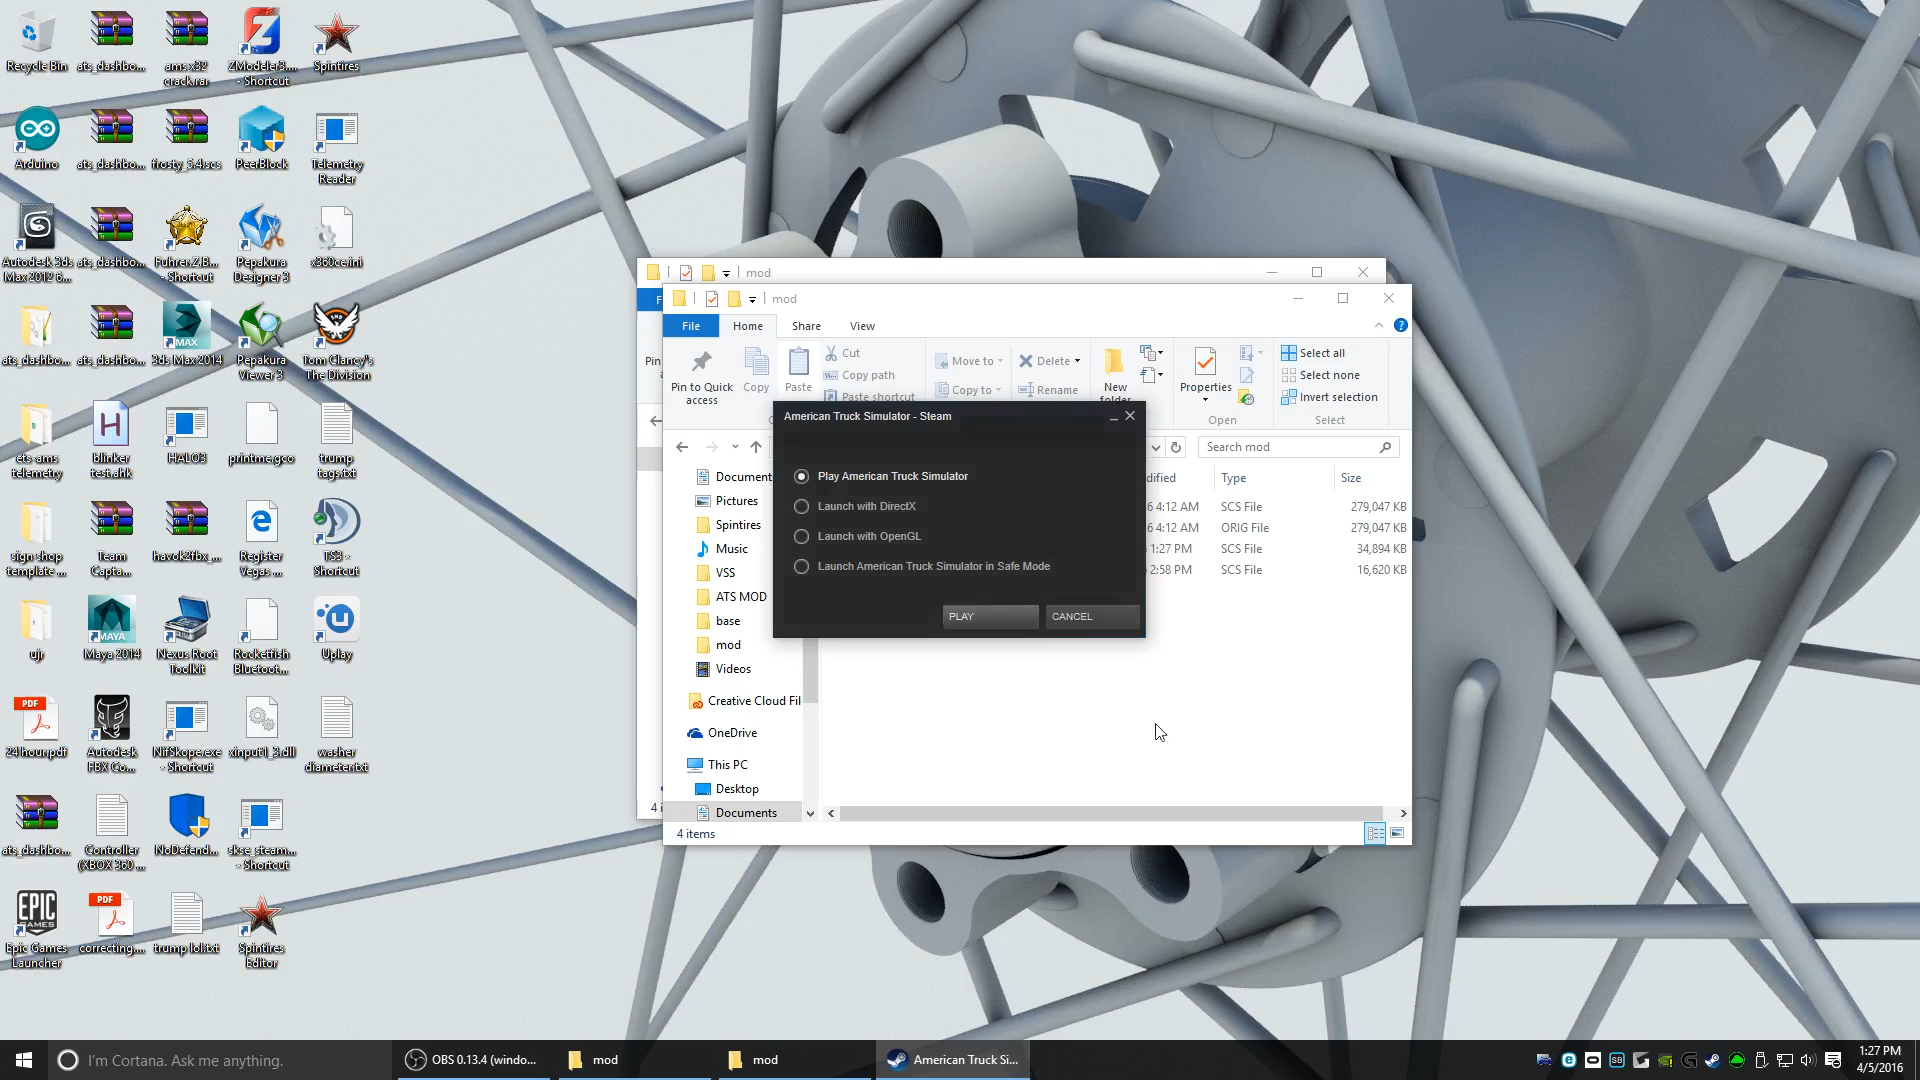 Recycle Bin
ats_dashbo...
ams x32
crack.rar
ZModeler3....
- Shortcut
Spintires
Arduino
ats_dashbo...
frosty_3.4.scs
PeerBlock
Telemetry
Reader
Autodesk 3ds
Max 2012 6...
ats_dashbo...
Fuhrer.Z.B...
- Shortcut
Pepakura
Designer 3
x360ce.ini
ats_dashbo...
ats_dashbo...
MAX
3ds Max 2014
Pepakura
Viewer 3
Tom Clancy's
The Division
ets-ams
telemetry
blinker
test.ahk
HALO3
printme.gco
trump
tags.txt
sign shop
template ...
Team
Capta...
havok2fbx_...
Register
Vegas ...
TS3 -
Shortcut
ujr
MAYA
Maya 2014
Nexus Root
Toolkit
Rocketfish
Bluetoot...
Uplay
PDF
24hour.pdf
Autodesk
FBX Co...
NifSkope.exe
- Shortcut
xinput1_3.dll
washer
diameter.txt
ats_dashbo...
Controller
(XBOX 360 ...
NoDefend...
skse_steam...
- Shortcut
EPIC
GAMES
Epic Games
Launcher
PDF
correcting....
trump lol.txt
Spintires
Editor
mod
mod
File
Home
Share
View
Pin to Quick
access
Copy
Paste
Cut
Copy path
Paste shortcut
Move to
Copy to
Delete
Rename
New
folder
Properties
Open
Select all
Select none
Invert selection
Select
Search mod
Type
Size
4:12 AM
SCS File
279,047 KB
4:12 AM
ORIG File
279,047 KB
1:27 PM
SCS File
34,894 KB
2:58 PM
SCS File
16,620 KB
Document
Pictures
Spintires
Music
VSS
ATS MOD
base
mod
Videos
Creative Cloud Fil
OneDrive
This PC
Desktop
Documents
4 items
American Truck Simulator - Steam
Play American Truck Simulator
Launch with DirectX
Launch with OpenGL
Launch American Truck Simulator in Safe Mode
PLAY
CANCEL
I'm Cortana. Ask me anything.
OBS 0.13.4 (windo...
mod
mod
American Truck Si...
1:27 PM
4/5/2016